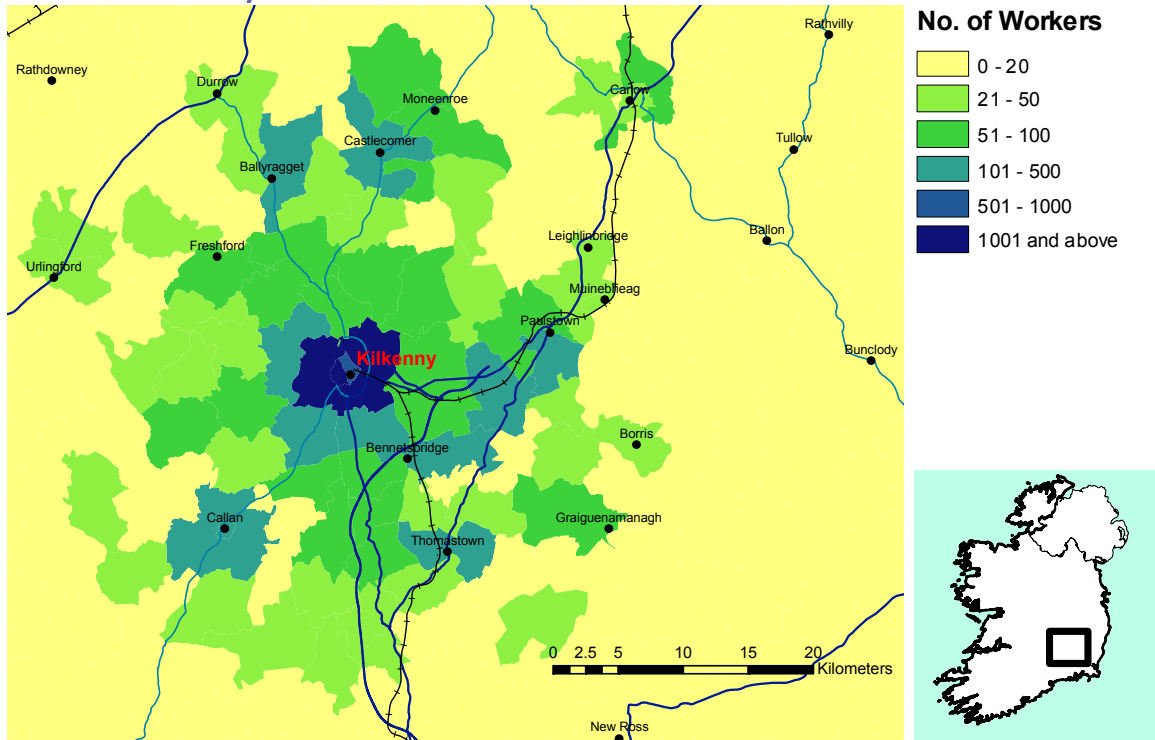 No. of Workers
0 - 20
21 - 50
51 - 100
101 - 500
501 - 1000
1001 and above
Rathvilly
Rathdowney
Durrow
Moneenroe
Carlow
Castlecomer
Tullow
Ballyragget
Ballon
Leighlinbridge
Freshford
Urlingford
Muinebheag
Paulstown
Kilkenny
Bunclody
Borris
Bennetsbridge
Callan
Graiguenamanagh
Thomastown
0 2.5 5 10 15 20
Kilometers
New Ross